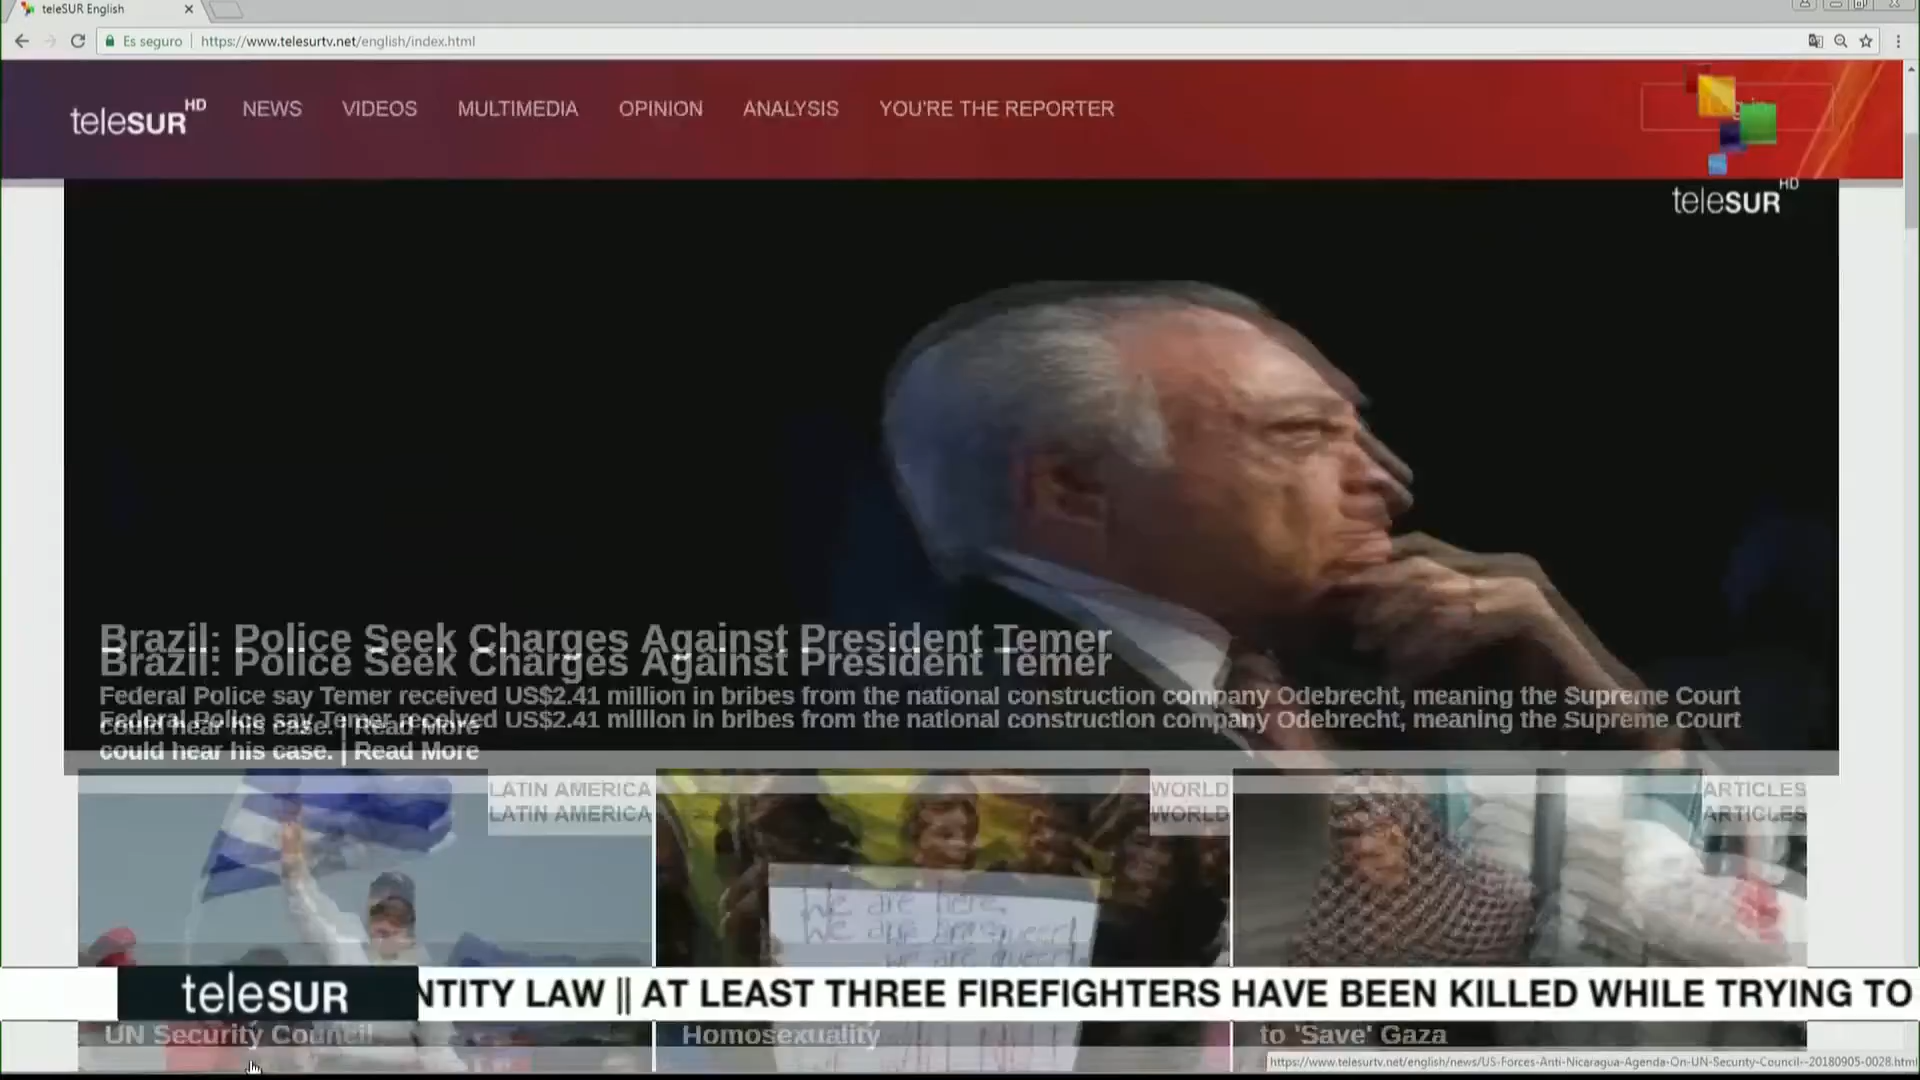 teleSUR English
Es seguro
https://www.telesurtv.net/english/index.html
teleSUR HD
NEWS
VIDEOS
MULTIMEDIA
OPINION
ANALYSIS
YOU'RE THE REPORTER
teleSUR HD
Brazil: Police Seek Charges Against President Temer
Brazil: Police Seek Charges Against President Temer
Federal Police say Temer received US$2.41 million in bribes from the national construction company Odebrecht, meaning the Supreme Court
Federal Police say Temer received US$2.41 million in bribes from the national construction company Odebrecht, meaning the Supreme Court
could hear his case. | Read More
could hear his case. | Read More
LATIN AMERICA
LATIN AMERICA
WORLD
WORLD
ARTICLES
ARTICLES
We are here
We are queer!
teleSUR
NTITY LAW || AT LEAST THREE FIREFIGHTERS HAVE BEEN KILLED WHILE TRYING TO
UN Security Council
Homosexuality
to 'Save' Gaza
https://www.telesurtv.net/english/news/US-Forces-Anti-Nicaragua-Agenda-On-UN-Security-Council--20180905-0028.html